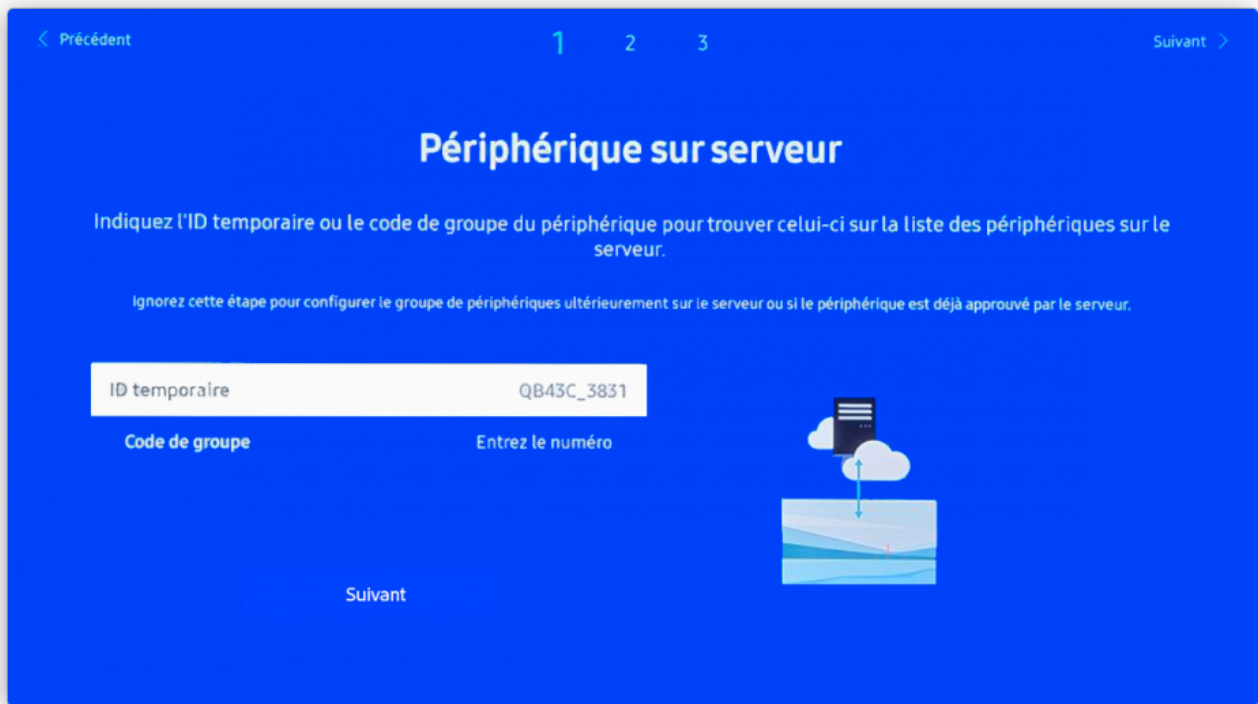 Précédent
1 2 3
Suivant
Périphérique sur serveur
Indiquez l'ID temporaire ou le code de groupe du périphérique pour trouver celui-ci sur la liste des périphériques sur le
serveur.
Ignorez cette étape pour configurer le groupe de périphériques ultérieurement sur le serveur ou si le périphérique est déjà approuvé par le serveur.
ID temporaire QB43C_3831
Code de groupe Entrez le numéro
Suivant